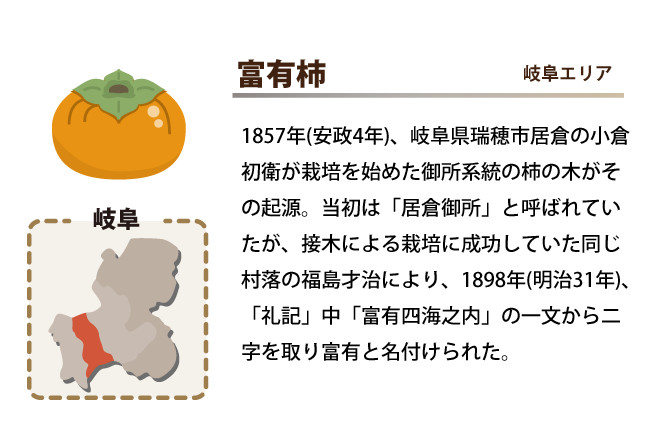 富有柿
岐阜エリア
1857年(安政4年)、岐阜県瑞穂市居倉の小倉
初衛が栽培を始めた御所系統の柿の木がそ
の起源。当初は「居倉御所」と呼ばれてい
たが、接木による栽培に成功していた同じ
村落の福島才治により、1898年(明治31年)、
「礼記」中「富有四海之内」の一文から二
字を取り富有と名付けられた。
岐阜